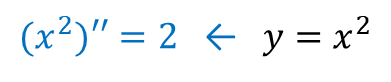 (x²)′′ = 2 ← y = x²